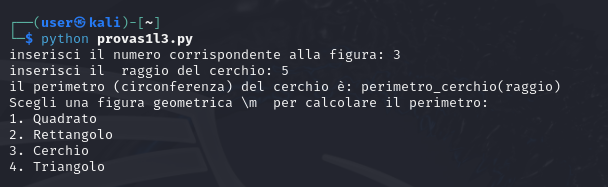 ┌──(user㉿kali)-[~]
└─$ python provas1l3.py
inserisci il numero corrispondente alla figura: 3
inserisci il  raggio del cerchio: 5
il perimetro (circonferenza) del cerchio è: perimetro_cerchio(raggio)
Scegli una figura geometrica \m  per calcolare il perimetro:
1. Quadrato
2. Rettangolo
3. Cerchio
4. Triangolo